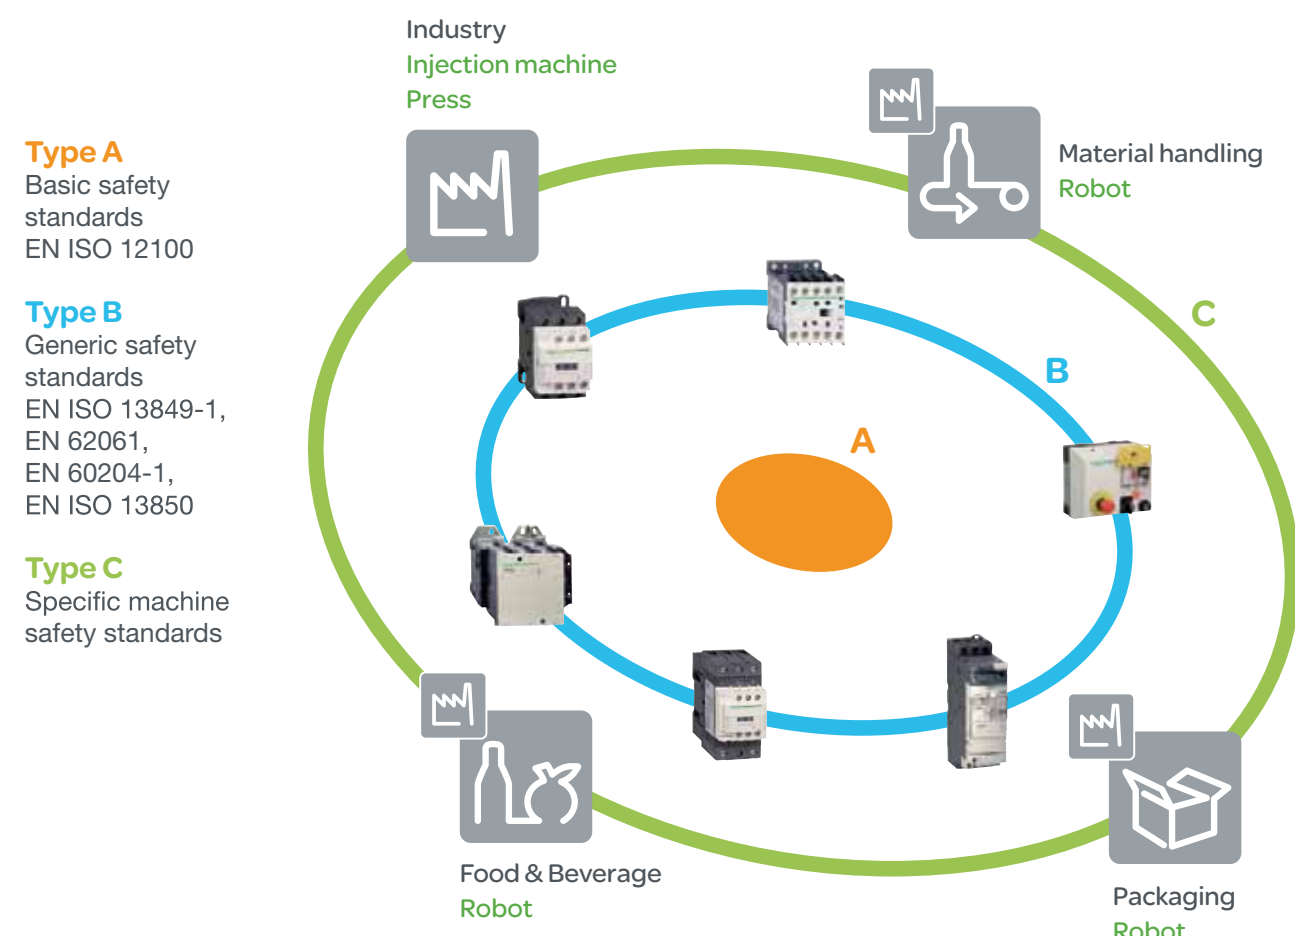 Industry
Injection machine
Press
Type A
Basic safety
standards
EN ISO 12100
Type B
Generic safety
standards
EN ISO 13849-1,
EN 62061,
EN 60204-1,
EN ISO 13850
Type C
Specific machine
safety standards
Material handling
Robot
C
B
A
Food & Beverage
Robot
Packaging
Robot